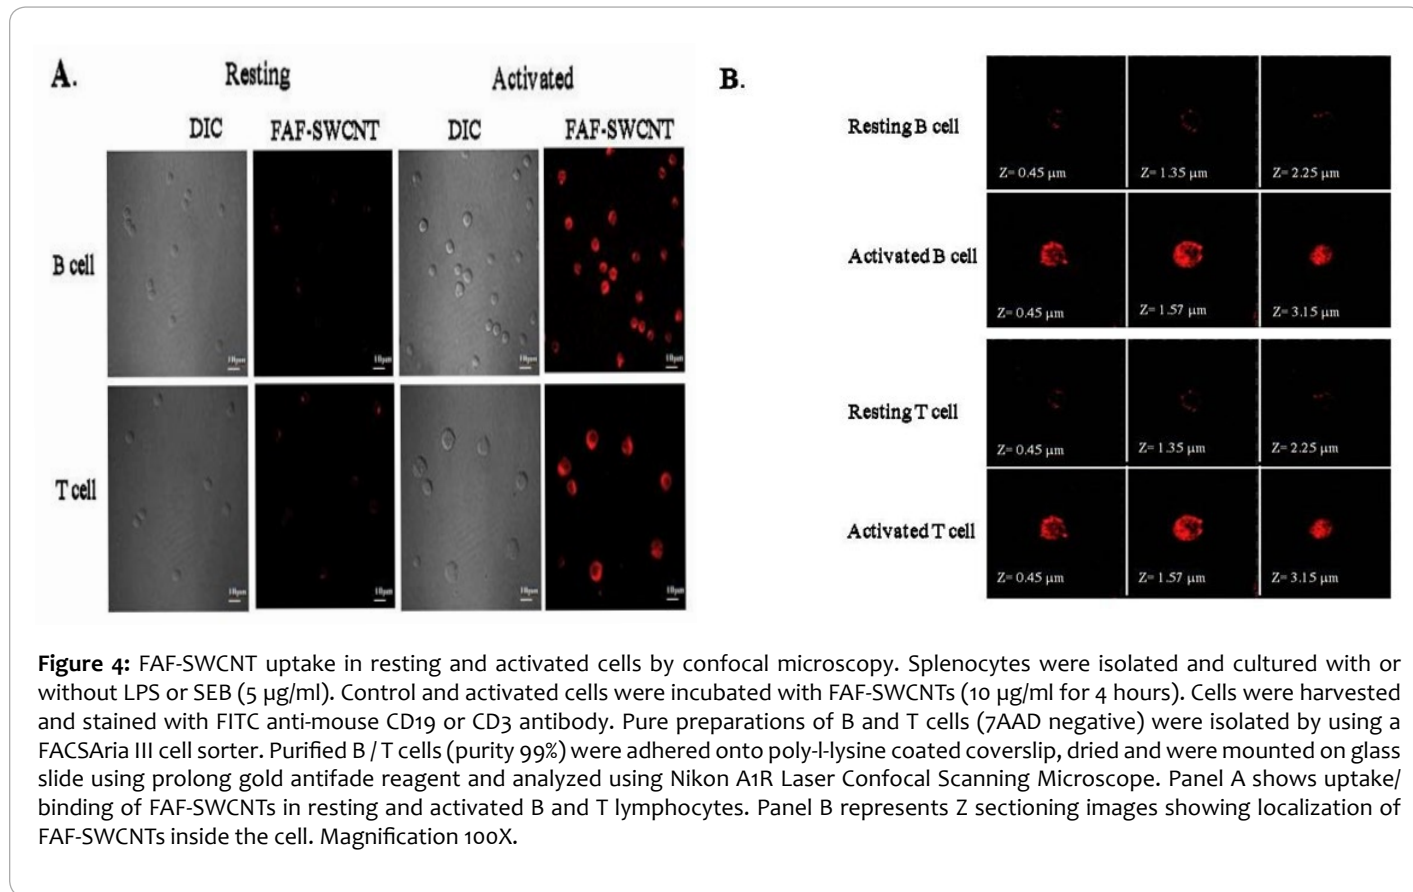 A.
Resting
Activated
DIC
FAF-SWCNT
DIC
FAF-SWCNT
B cell
10µm
10µm
10µm
10µm
T cell
10µm
10µm
10µm
10µm
B.
Resting B cell
Z= 0.45 µm
Z= 1.35 µm
Z= 2.25 µm
Activated B cell
Z= 0.45 µm
Z= 1.57 µm
Z= 3.15 µm
Resting T cell
Z= 0.45 µm
Z= 1.35 µm
Z= 2.25 µm
Activated T cell
Z= 0.45 µm
Z= 1.57 µm
Z= 3.15 µm
Figure 4: FAF-SWCNT uptake in resting and activated cells by confocal microscopy. Splenocytes were isolated and cultured with or
without LPS or SEB (5 µg/ml). Control and activated cells were incubated with FAF-SWCNTs (10 µg/ml for 4 hours). Cells were harvested
and stained with FITC anti-mouse CD19 or CD3 antibody. Pure preparations of B and T cells (7AAD negative) were isolated by using a
FACSAria III cell sorter. Purified B / T cells (purity 99%) were adhered onto poly-l-lysine coated coverslip, dried and were mounted on glass
slide using prolong gold antifade reagent and analyzed using Nikon A1R Laser Confocal Scanning Microscope. Panel A shows uptake/
binding of FAF-SWCNTs in resting and activated B and T lymphocytes. Panel B represents Z sectioning images showing localization of
FAF-SWCNTs inside the cell. Magnification 100X.